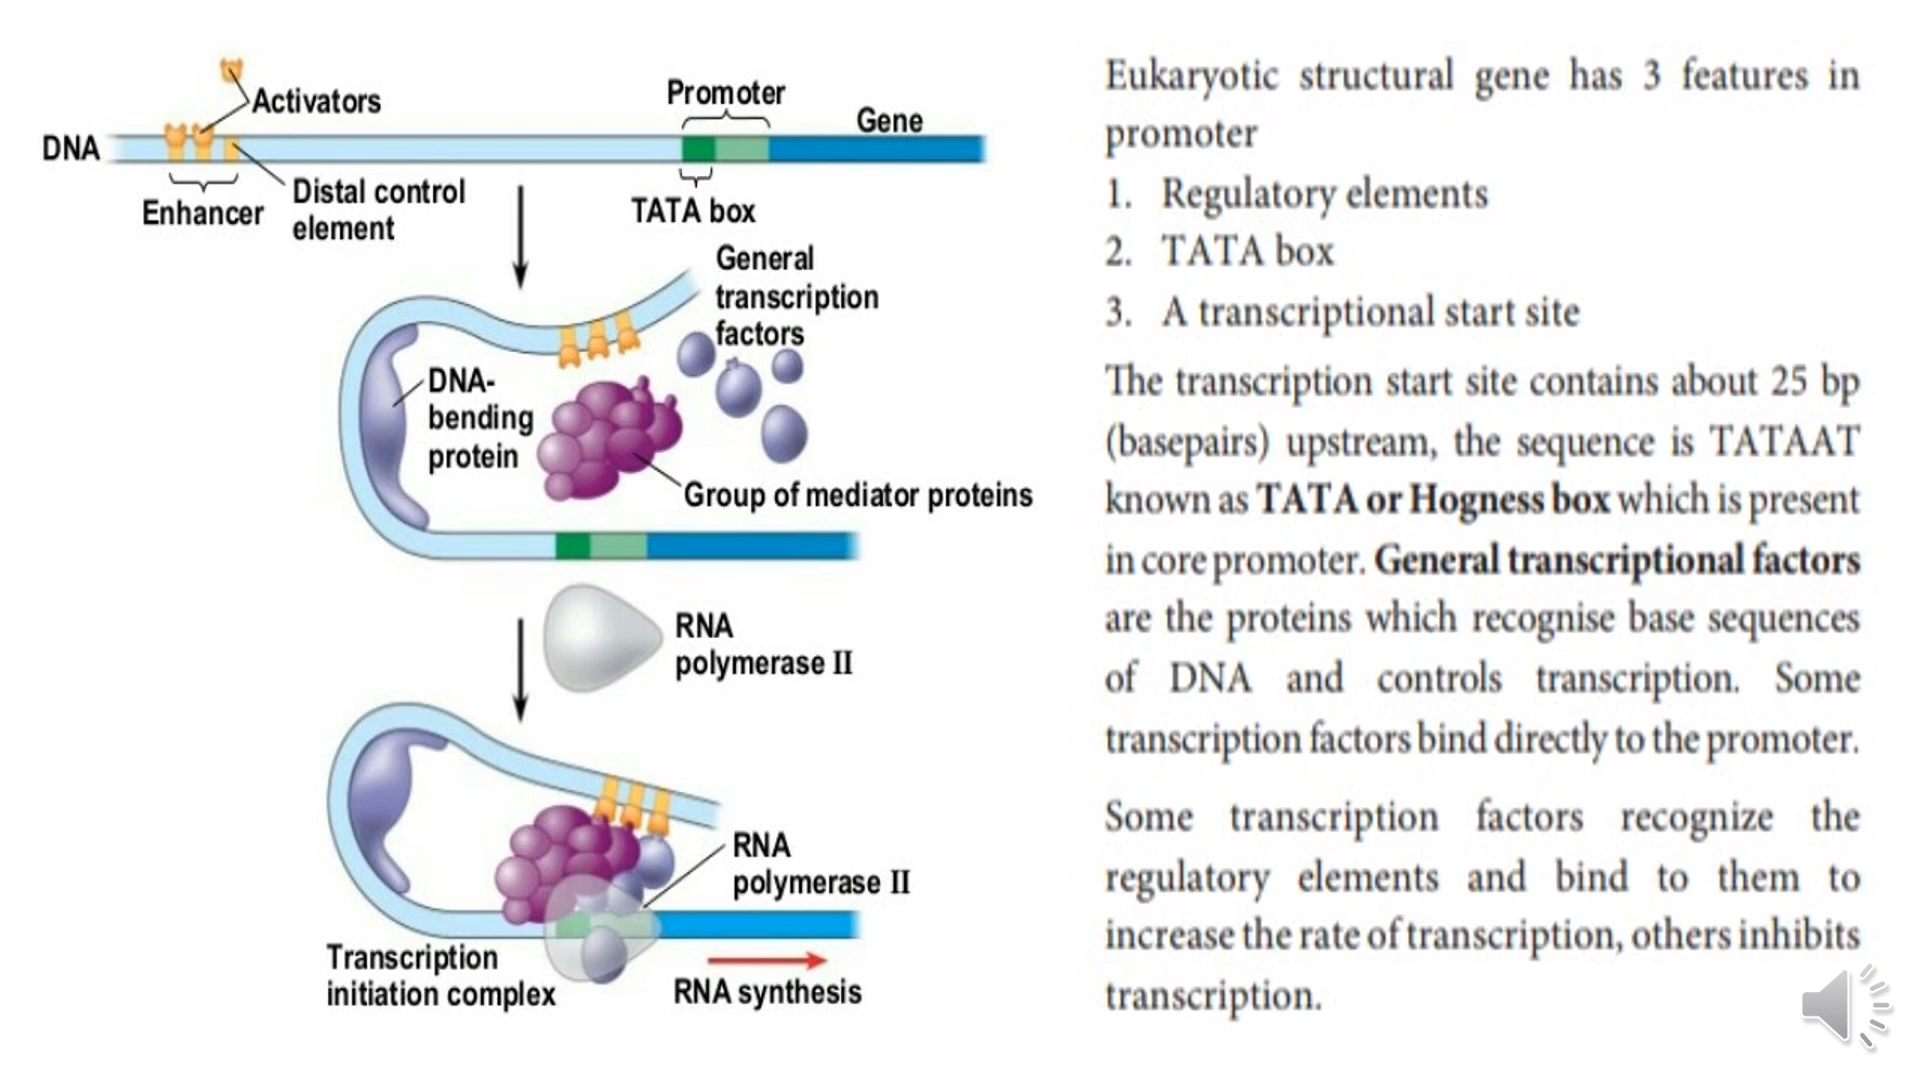 Activators
Promoter
Gene
DNA
Distal control
element
Enhancer
TATA box
General
transcription
factors
DNA-
bending
protein
Group of mediator proteins
RNA
polymerase II
RNA
polymerase II
Transcription
initiation complex
RNA synthesis
Eukaryotic structural gene has 3 features in
promoter
1. Regulatory elements
2. TATA box
3. A transcriptional start site
The transcription start site contains about 25 bp
(basepairs) upstream, the sequence is TATAAT
known as TATA or Hogness box which is present
in core promoter. General transcriptional factors
are the proteins which recognise base sequences
of DNA and controls transcription. Some
transcription factors bind directly to the promoter.
Some transcription factors recognize the
regulatory elements and bind to them to
increase the rate of transcription, others inhibits
transcription.